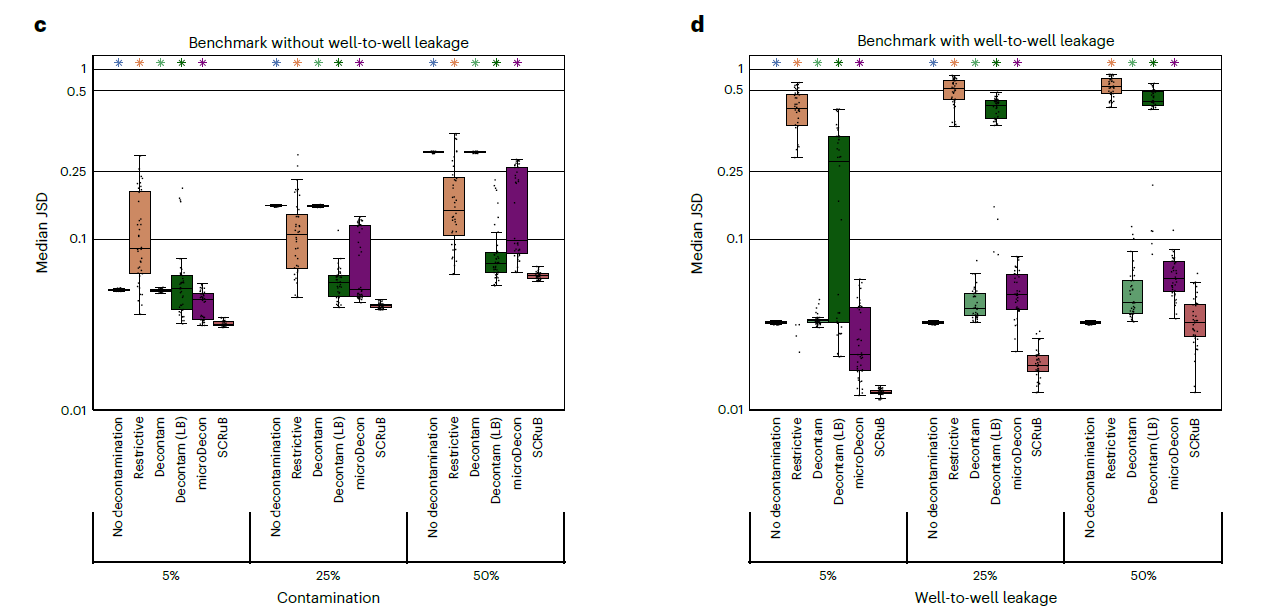 c
Benchmark without well-to-well leakage
* * * * * * * * * * * * * * *
1
0.5
0.25
0.1
0.01
Median JSD
No decontamination
Restrictive
Decontam
Decontam (LB)
microDecon
SCRuB
No decontamination
Restrictive
Decontam
Decontam (LB)
microDecon
SCRuB
No decontamination
Restrictive
Decontam
Decontam (LB)
microDecon
SCRuB
5%
25%
50%
Contamination
d
Benchmark with well-to-well leakage
* * * * * * * * * * * * * *
1
0.5
0.25
0.1
0.01
Median JSD
No decontamination
Restrictive
Decontam
Decontam (LB)
microDecon
SCRuB
No decontamination
Restrictive
Decontam
Decontam (LB)
microDecon
SCRuB
No decontamination
Restrictive
Decontam
Decontam (LB)
microDecon
SCRuB
5%
25%
50%
Well-to-well leakage